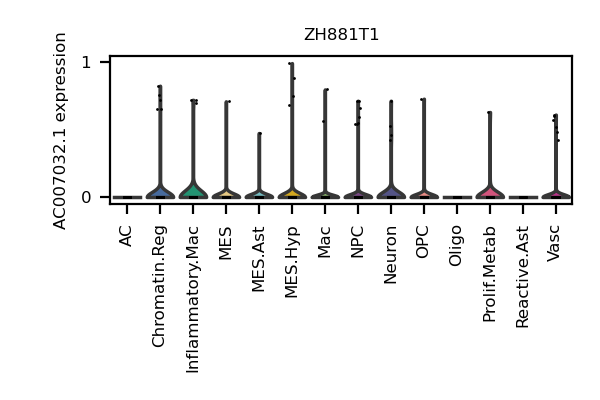 ZH881T1
AC007032.1 expression
1
0
AC
Chromatin.Reg
Inflammatory.Mac
MES
MES.Ast
MES.Hyp
Mac
NPC
Neuron
OPC
Oligo
Prolif.Metab
Reactive.Ast
Vasc